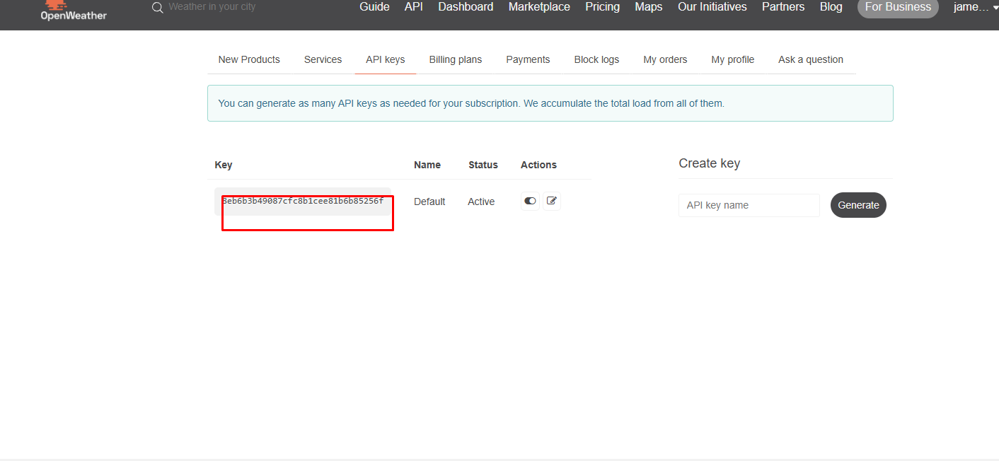 OpenWeather
Weather in your city
Guide API Dashboard Marketplace Pricing Maps Our Initiatives Partners Blog For Business jame...
New Products Services API keys Billing plans Payments Block logs My orders My profile Ask a question
You can generate as many API keys as needed for your subscription. We accumulate the total load from all of them.
Key Name Status Actions
Default Active
Create key
API key name Generate